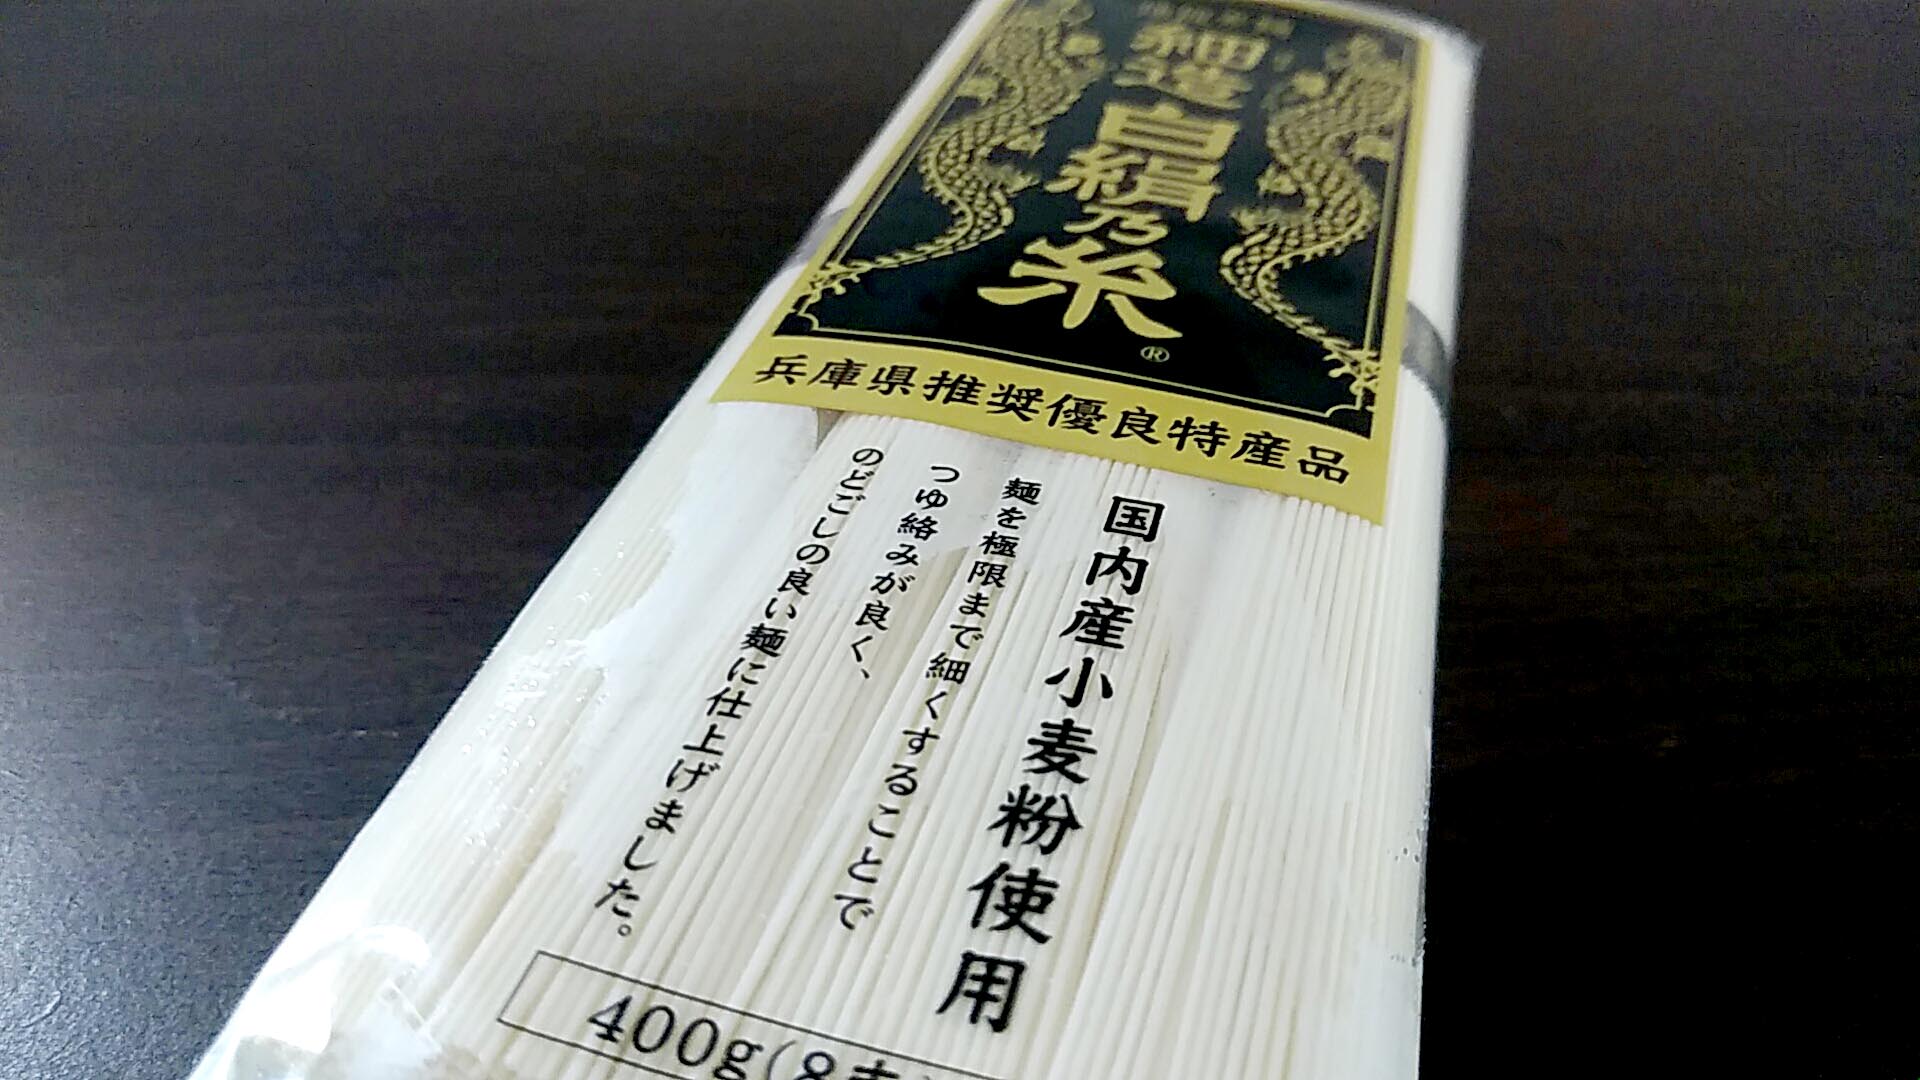 細造
白絹乃糸
®
兵庫県推奨優良特産品
国内産小麦粉使用
麺を極限まで細くすることで
つゆ絡みが良く、
のどごしの良い麺に仕上げました。
400g(8束)